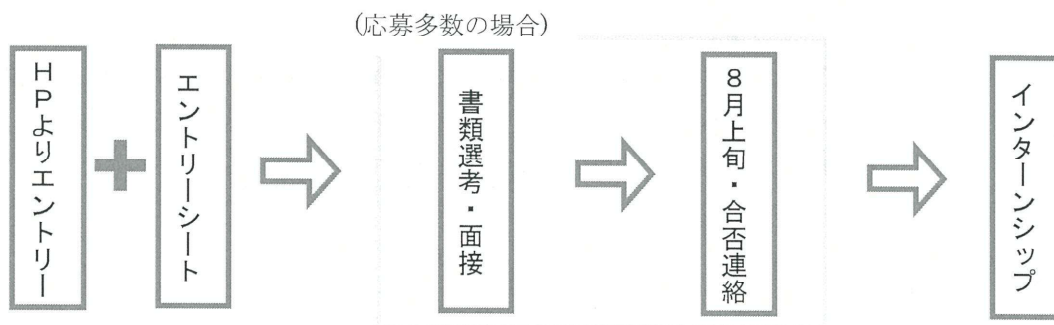 (応募多数の場合)
HPよりエントリー
エントリーシート
書類選考・面接
8月上旬・合否連絡
インターンシップ